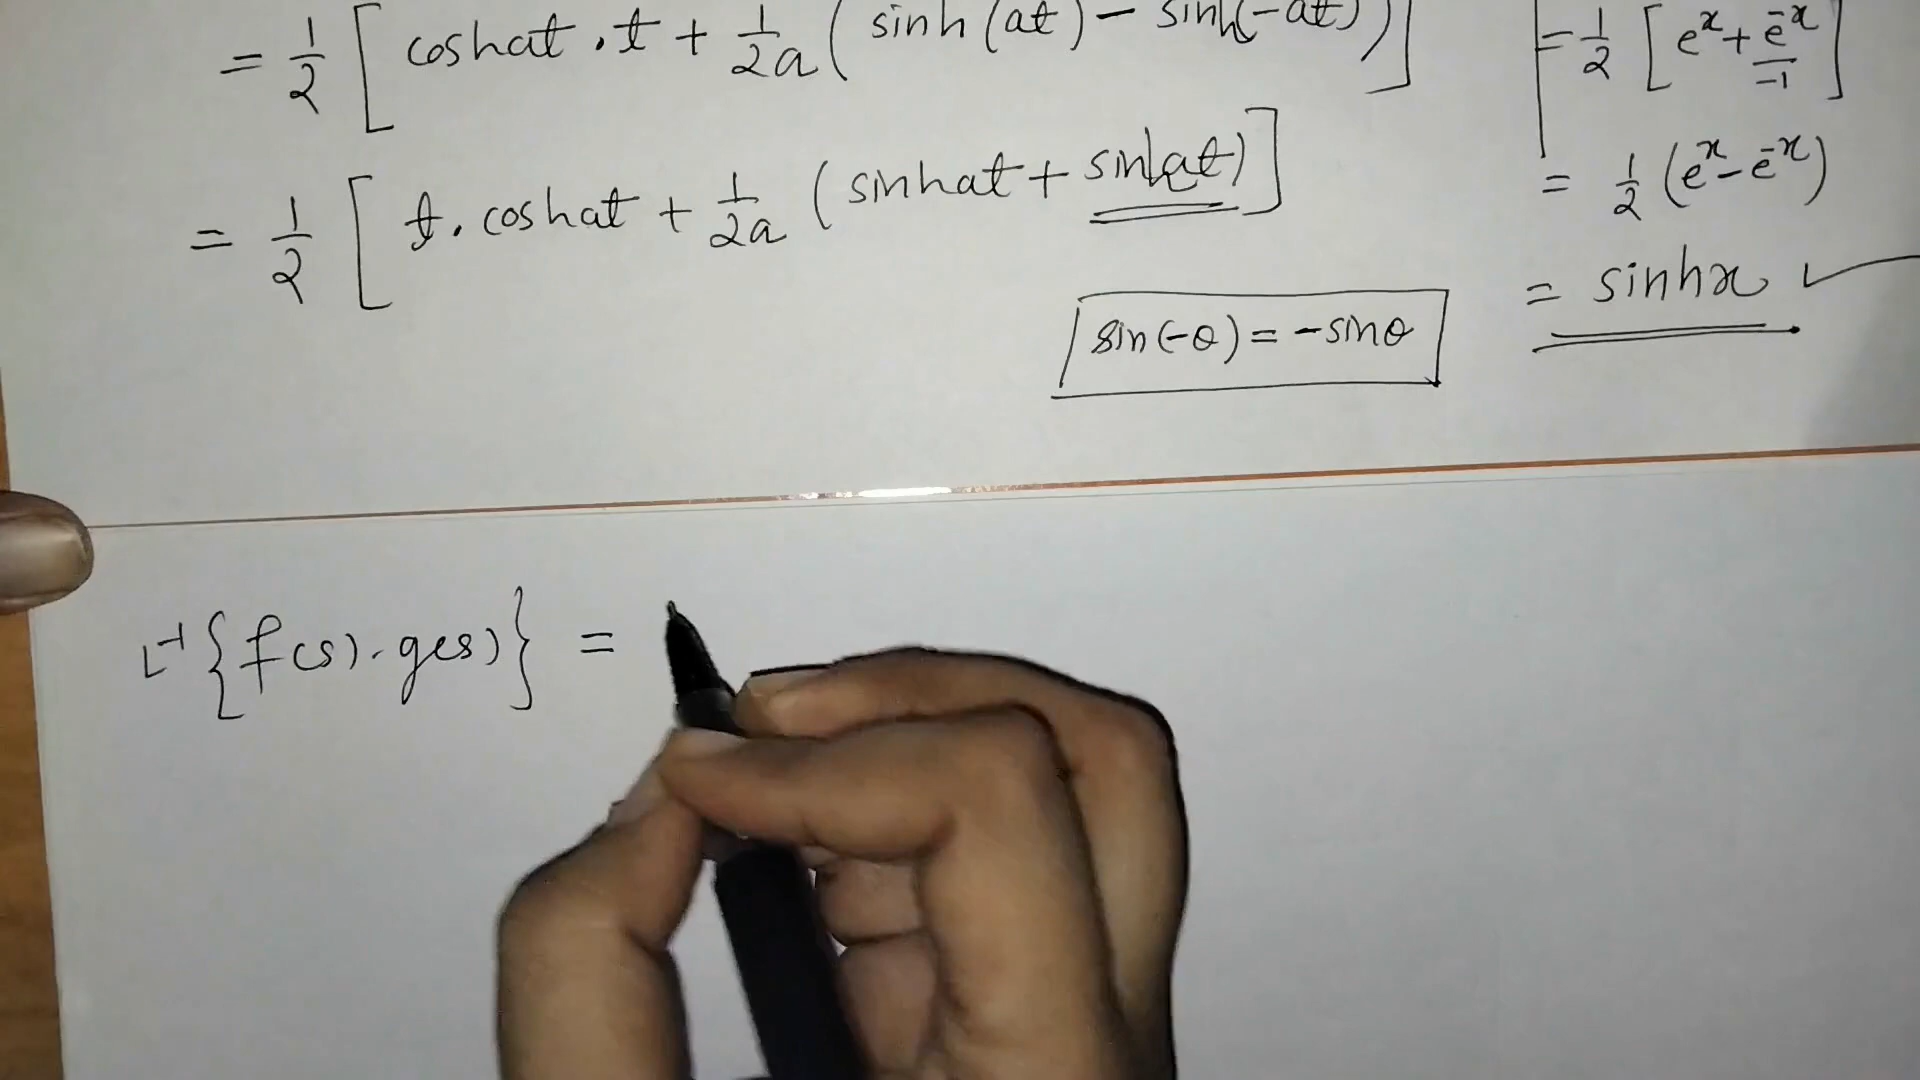 = 1/2 [ coshat . t + 1/2a ( sinh (at) - sinh(-at) ) ]
= 1/2 [ t . coshat + 1/2a ( sinhat + sinhat) ]
sin(-θ) = -sinθ
= 1/2 [ e^x + e^-x/-1 ]
= 1/2 (e^x - e^-x)
= sinhx ✓
L^-1 { f(s) . g(s) } =